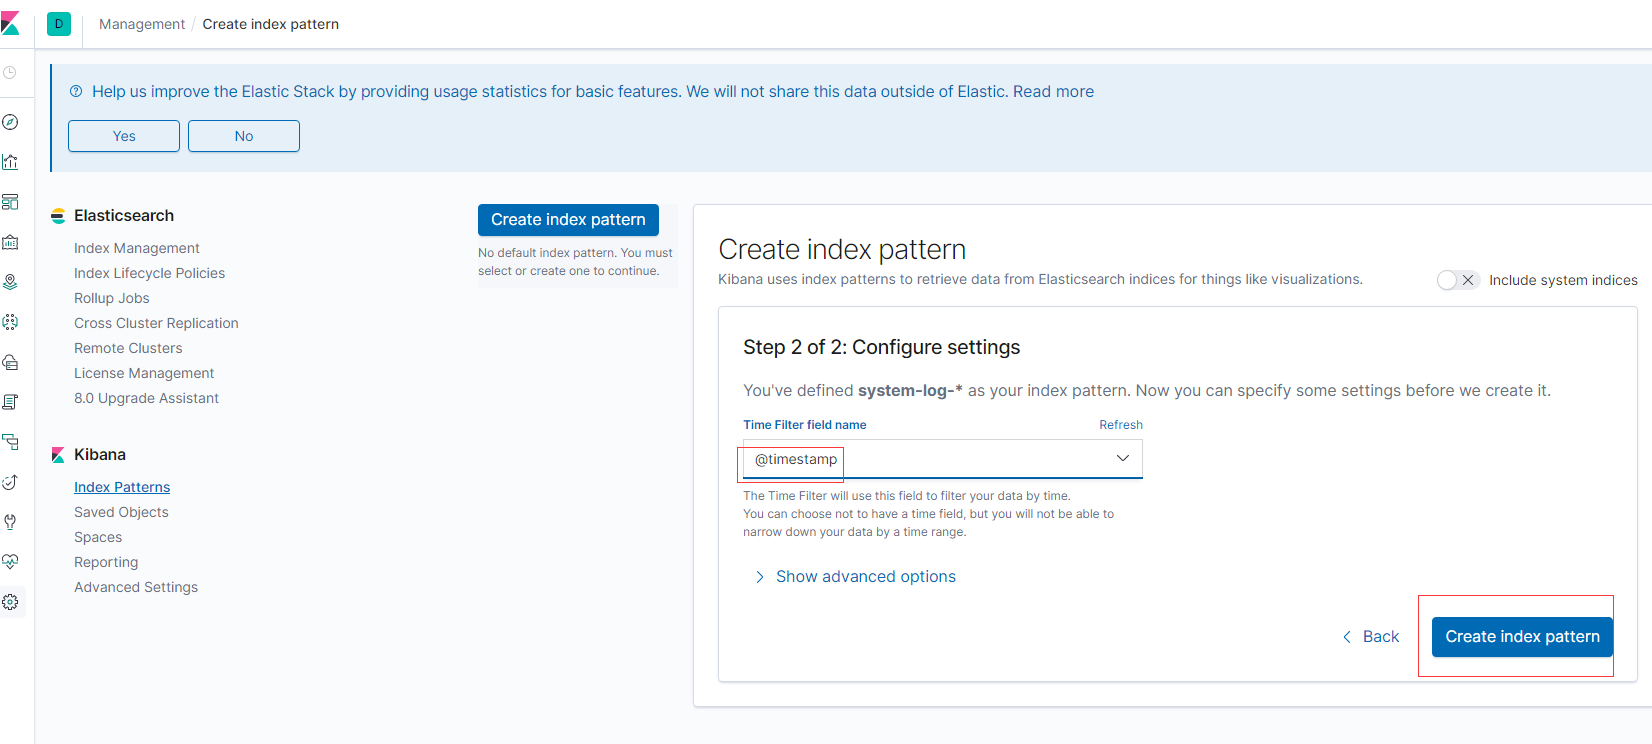 D Management / Create index pattern
Help us improve the Elastic Stack by providing usage statistics for basic features. We will not share this data outside of Elastic. Read more
Yes No
Elasticsearch
Index Management
Index Lifecycle Policies
Rollup Jobs
Cross Cluster Replication
Remote Clusters
License Management
8.0 Upgrade Assistant
Kibana
Index Patterns
Saved Objects
Spaces
Reporting
Advanced Settings
Create index pattern
No default index pattern. You must
select or create one to continue.
Create index pattern
Kibana uses index patterns to retrieve data from Elasticsearch indices for things like visualizations.
Include system indices
Step 2 of 2: Configure settings
You've defined system-log-* as your index pattern. Now you can specify some settings before we create it.
Time Filter field name Refresh
@timestamp
The Time Filter will use this field to filter your data by time.
You can choose not to have a time field, but you will not be able to
narrow down your data by a time range.
Show advanced options
Back Create index pattern